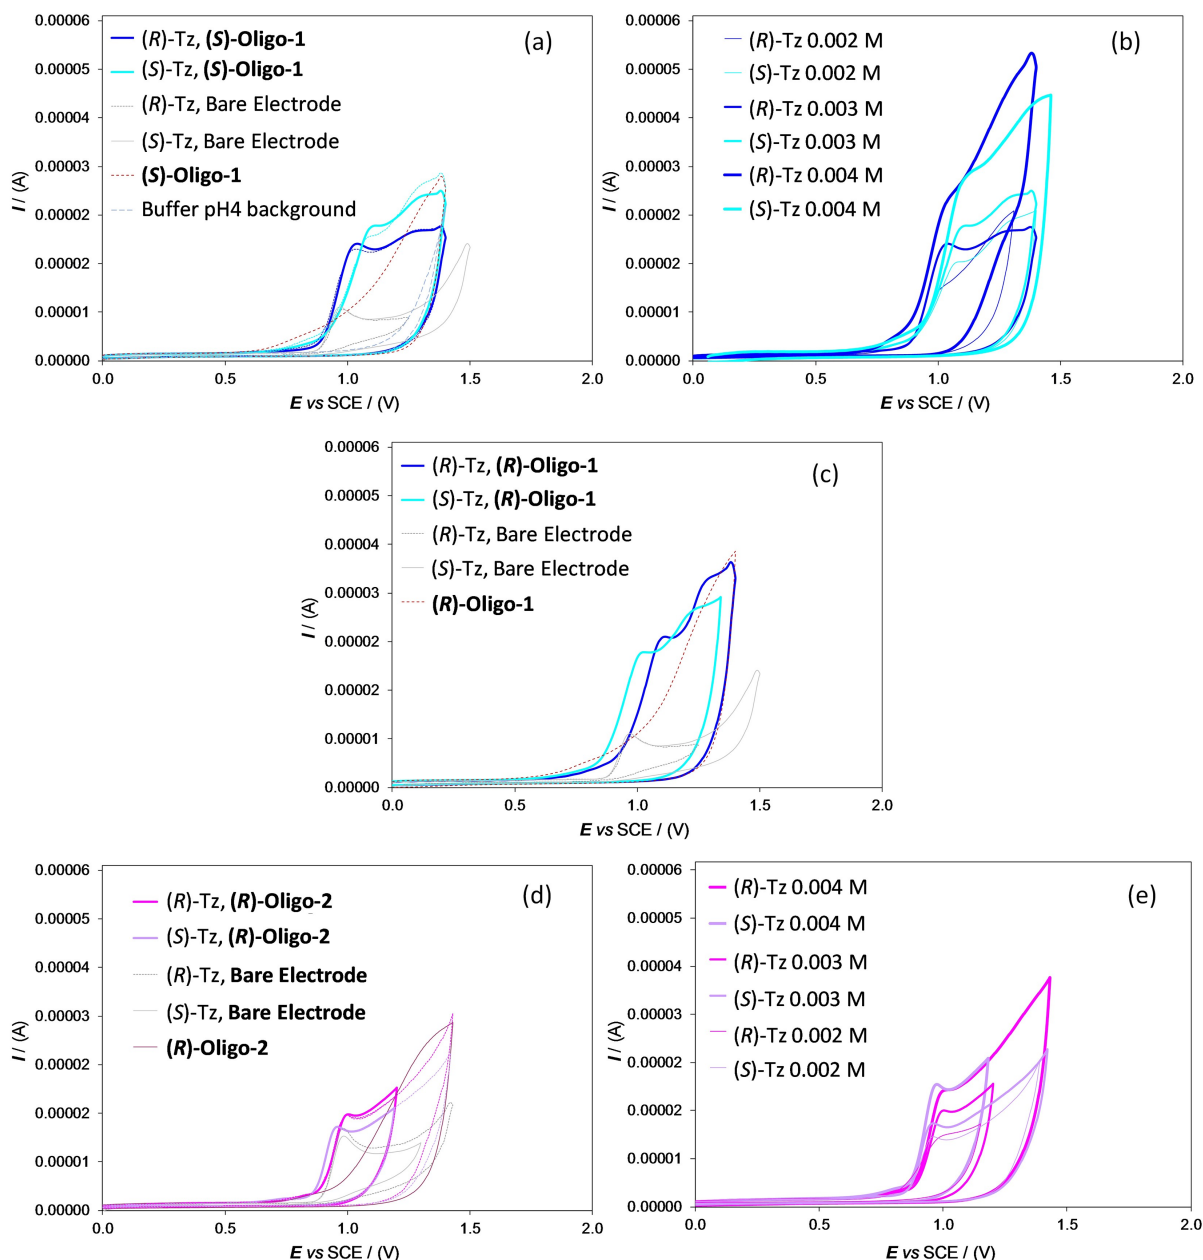 (a)
0.00006
0.00005
0.00004
0.00003
0.00002
0.00002
0.00001
0.00000
I / (A)
(R)-Tz, (S)-Oligo-1
(S)-Tz, (S)-Oligo-1
(R)-Tz, Bare Electrode
(S)-Tz, Bare Electrode
(S)-Oligo-1
Buffer pH4 background
0.0 0.5 1.0 1.5 2.0
E vs SCE / (V)
(b)
0.00006
0.00005
0.00004
0.00003
0.00002
0.00002
0.00001
0.00000
I / (A)
(R)-Tz 0.002 M
(S)-Tz 0.002 M
(R)-Tz 0.003 M
(S)-Tz 0.003 M
(R)-Tz 0.004 M
(S)-Tz 0.004 M
0.0 0.5 1.0 1.5 2.0
E vs SCE / (V)
(c)
0.00006
0.00005
0.00004
0.00003
0.00002
0.00002
0.00001
0.00000
I / (A)
(R)-Tz, (R)-Oligo-1
(S)-Tz, (R)-Oligo-1
(R)-Tz, Bare Electrode
(S)-Tz, Bare Electrode
(R)-Oligo-1
0.0 0.5 1.0 1.5 2.0
E vs SCE / (V)
(d)
0.00006
0.00005
0.00004
0.00003
0.00002
0.00002
0.00001
0.00000
I / (A)
(R)-Tz, (R)-Oligo-2
(S)-Tz, (R)-Oligo-2
(R)-Tz, Bare Electrode
(S)-Tz, Bare Electrode
(R)-Oligo-2
0.0 0.5 1.0 1.5 2.0
E vs SCE / (V)
(e)
0.00006
0.00005
0.00004
0.00003
0.00002
0.00002
0.00001
0.00000
I / (A)
(R)-Tz 0.004 M
(S)-Tz 0.004 M
(R)-Tz 0.003 M
(S)-Tz 0.003 M
(R)-Tz 0.002 M
(S)-Tz 0.002 M
0.0 0.5 1.0 1.5 2.0
E vs SCE / (V)